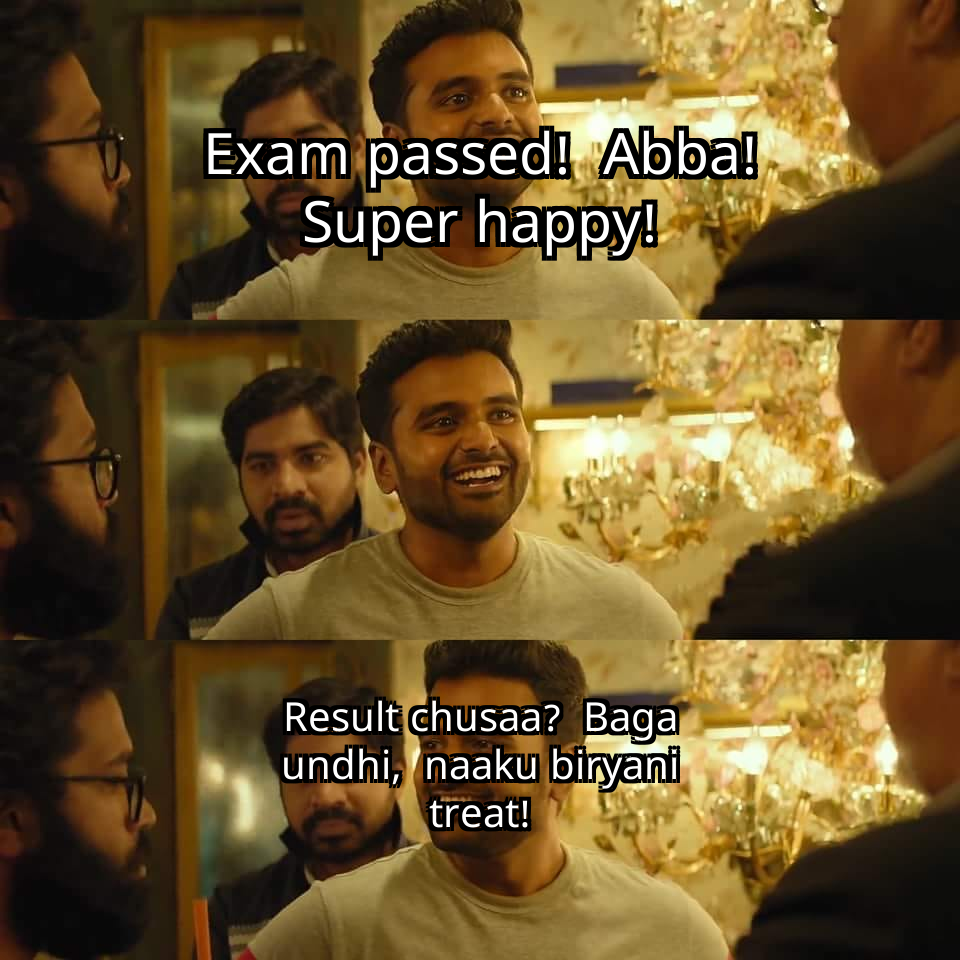 Exam passed! Abba!
Super happy!
Result chusaa? Baga
undhi, naaku biryani
treat!